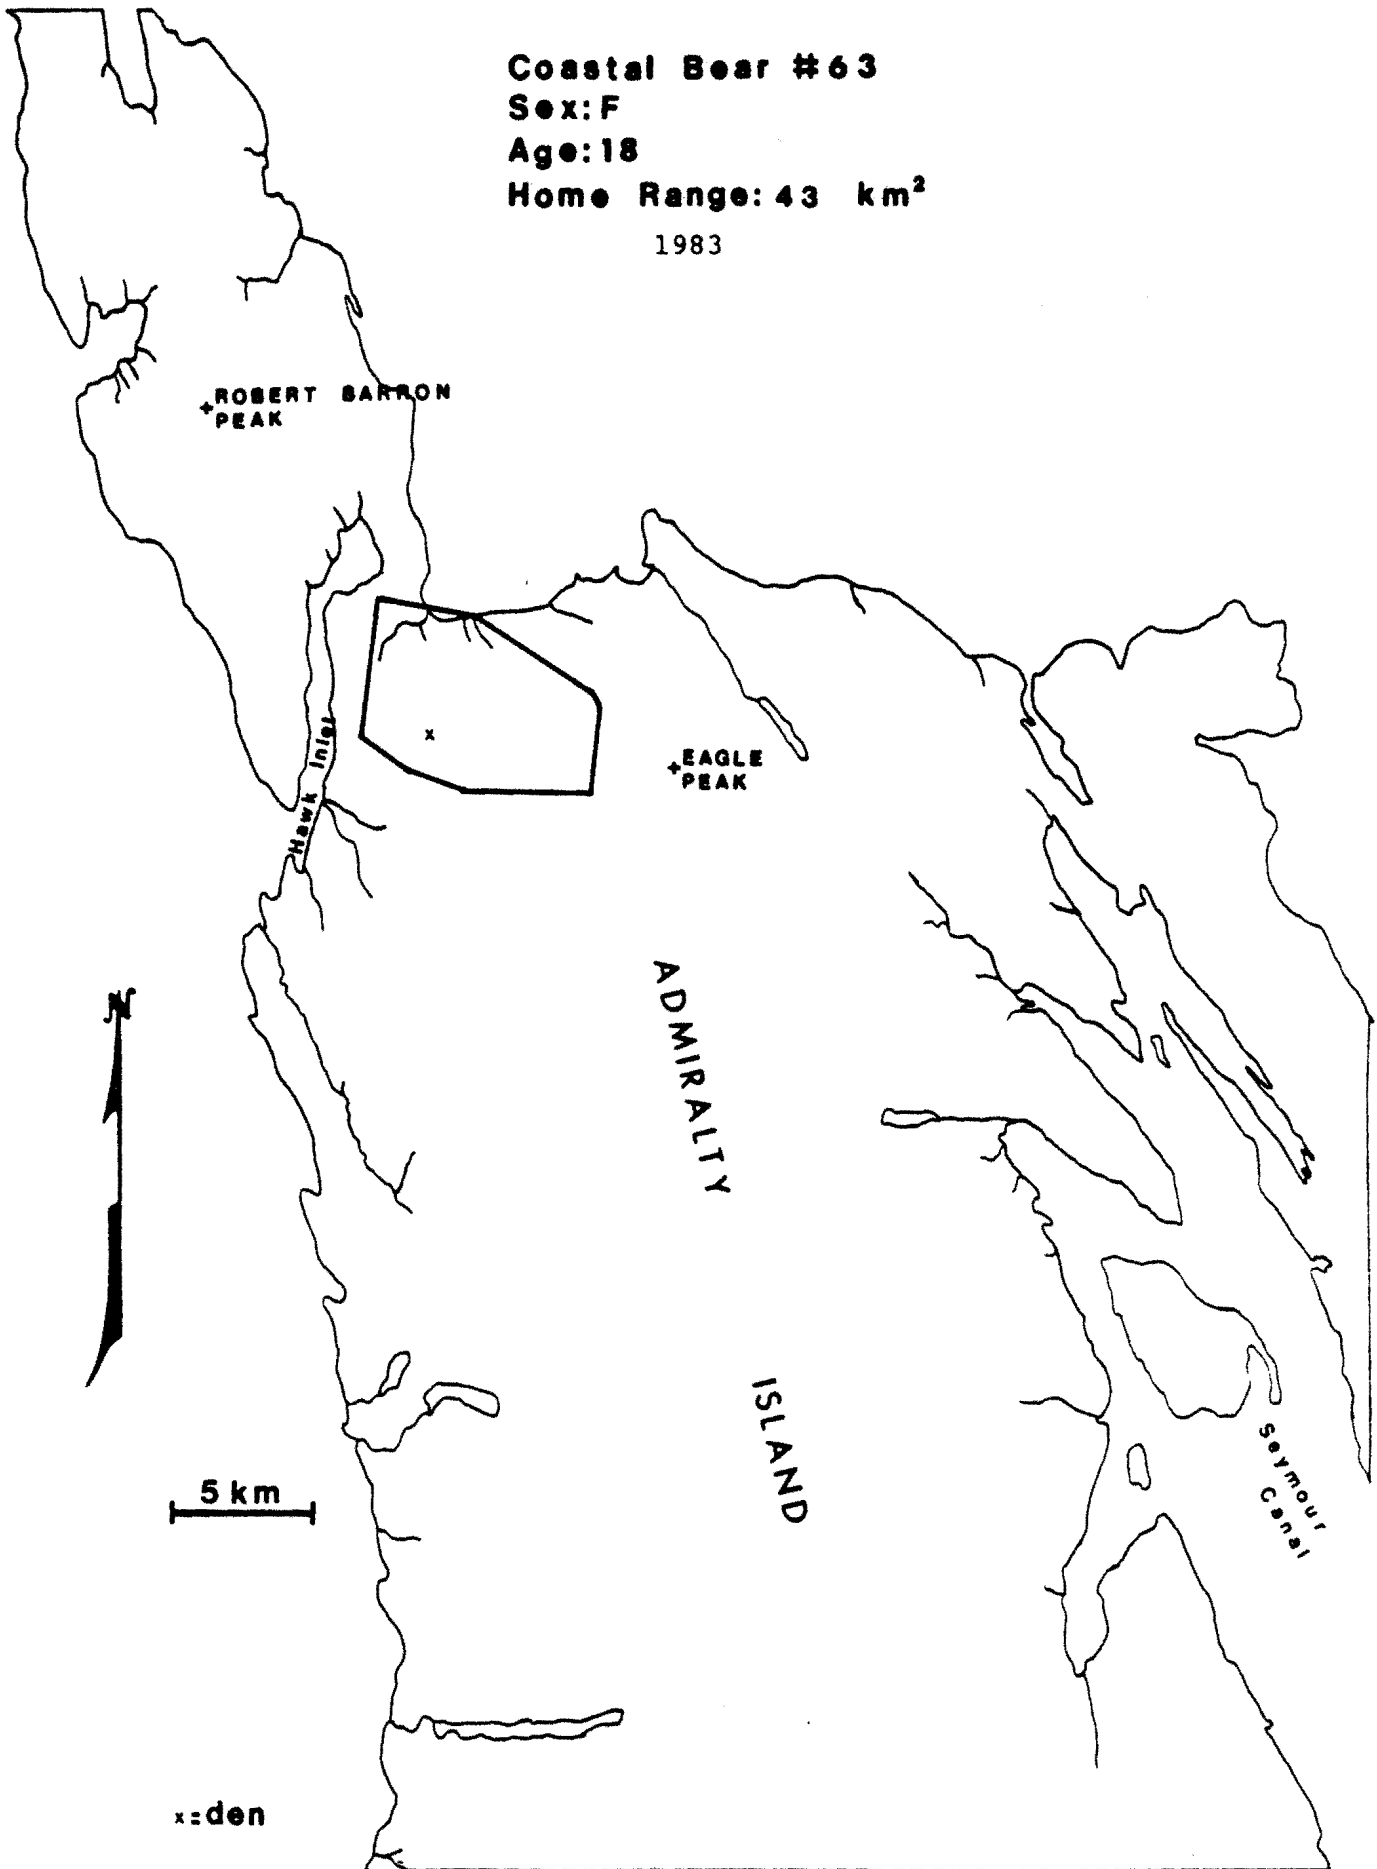 Coastal Bear #63
Sex: F
Age: 18
Home Range: 43 km²
1983
+ROBERT BARRON
PEAK
Hawk Inlet
x
+EAGLE
PEAK
N
ADMIRALTY
ISLAND
Seymour
Canal
5 km
x = den